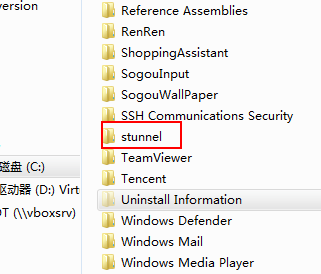 ersion
磁盘 (C:)
驱动器 (D:) Virt
OT (\\vboxsrv) (
Reference Assemblies
RenRen
ShoppingAssistant
SogouInput
SogouWallPaper
SSH Communications Security
stunnel
TeamViewer
Tencent
Uninstall Information
Windows Defender
Windows Mail
Windows Media Player